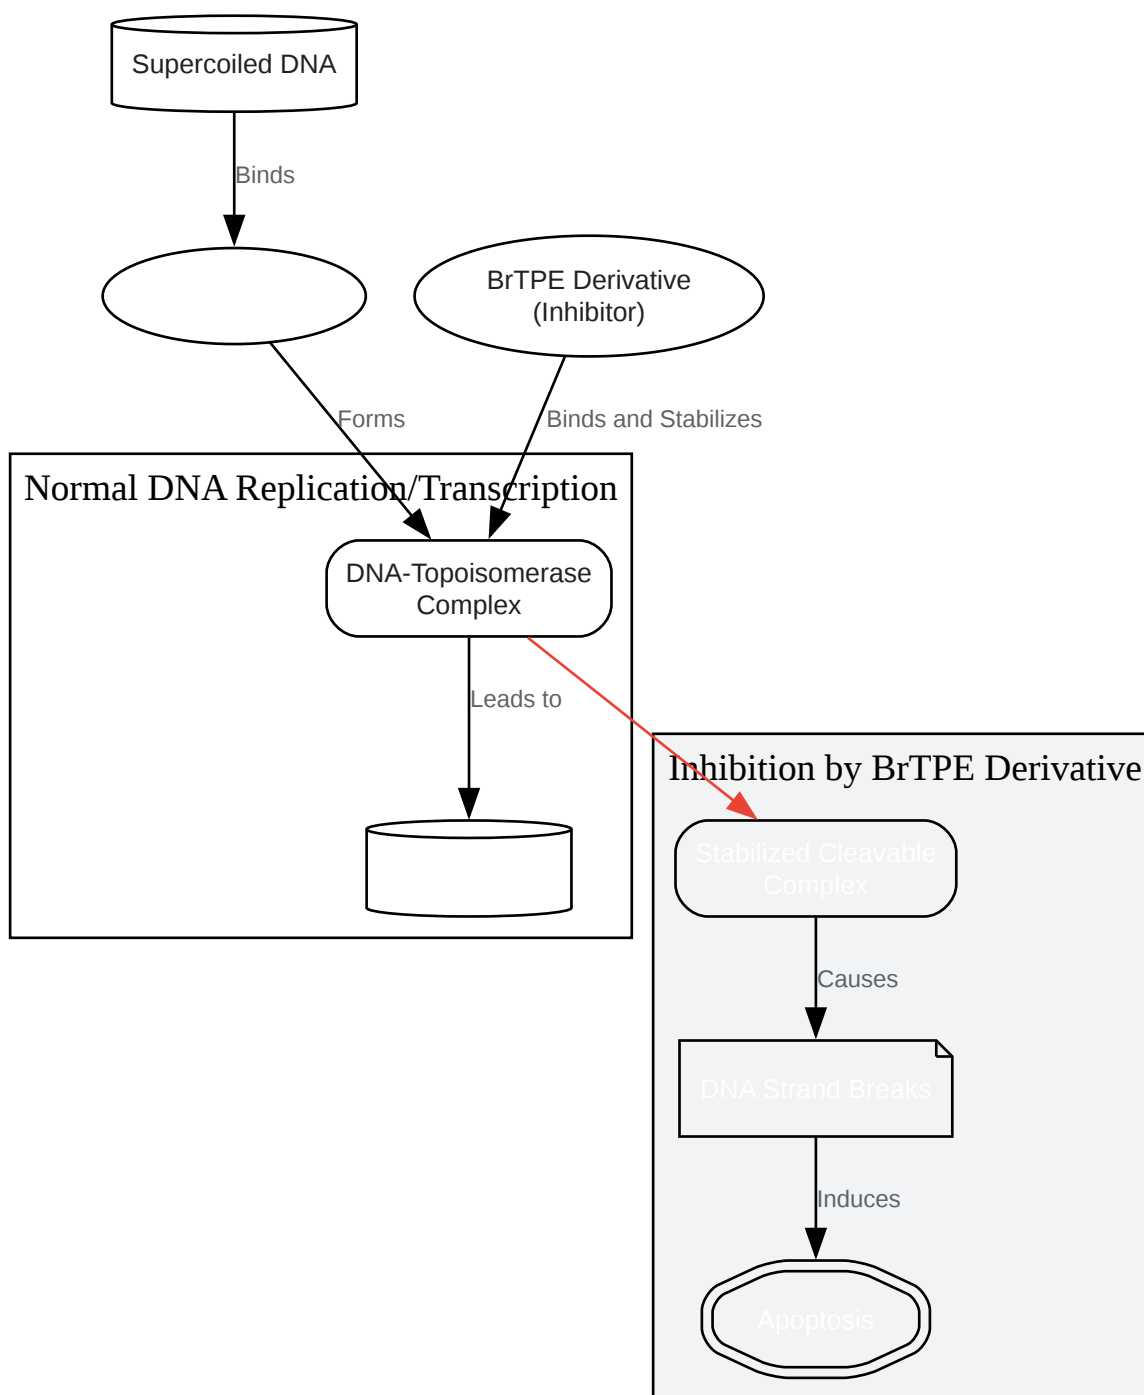 Supercoiled DNA
Binds
BrTPE Derivative
(Inhibitor)
Forms
Binds and Stabilizes
Normal DNA Replication/Transcription
DNA-Topoisomerase
Complex
Leads to
Inhibition by BrTPE Derivative
Stabilized Cleavable
Complex
Causes
DNA Strand Breaks
Induces
Apoptosis